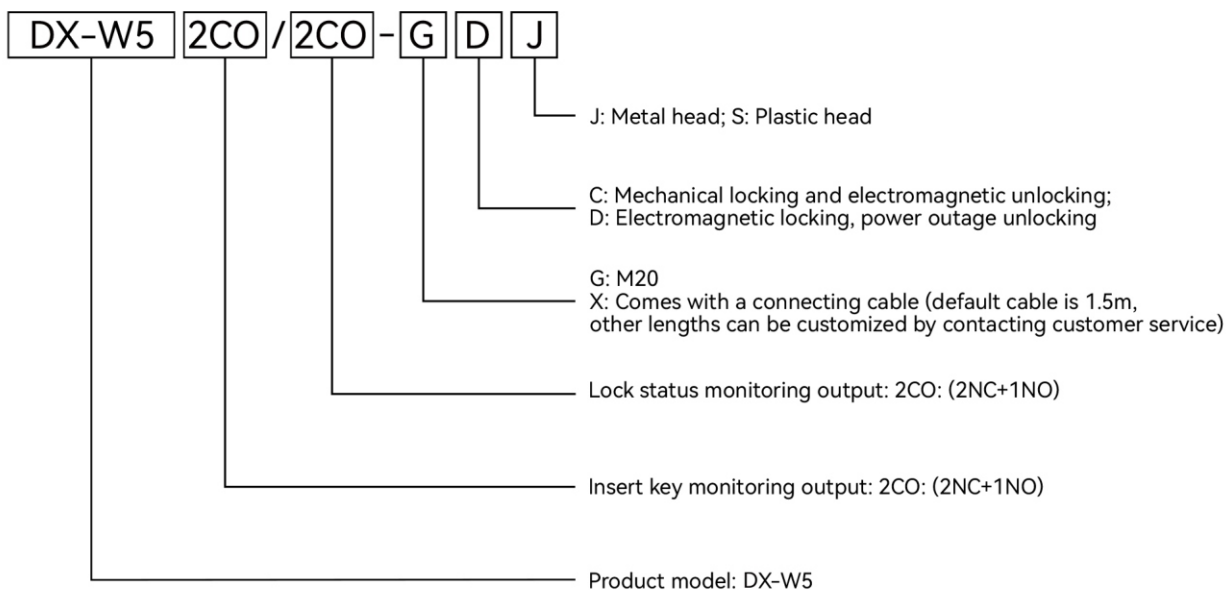 DX-W5 2CO/2CO-G D J
J: Metal head; S: Plastic head
C: Mechanical locking and electromagnetic unlocking;
D: Electromagnetic locking, power outage unlocking
G: M20
X: Comes with a connecting cable (default cable is 1.5m,
other lengths can be customized by contacting customer service)
Lock status monitoring output: 2CO: (2NC+1NO)
Insert key monitoring output: 2CO: (2NC+1NO)
Product model: DX-W5